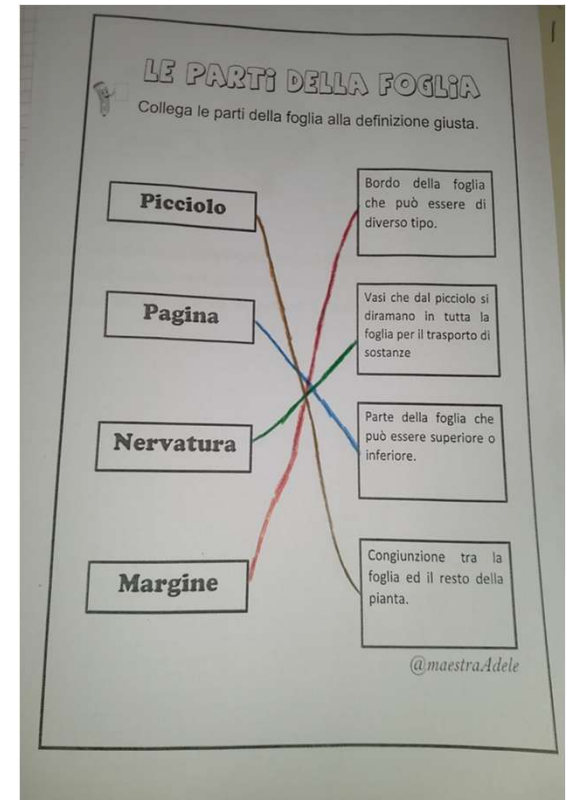 LE PARTI DELLA FOGLIA
Collega le parti della foglia alla definizione giusta.
Picciolo
Bordo della foglia
che può essere di
diverso tipo.
Pagina
Vasi che dal picciolo si
diramano in tutta la
foglia per il trasporto di
sostanze
Nervatura
Parte della foglia che
può essere superiore o
inferiore.
Margine
Congiunzione tra la
foglia ed il resto della
pianta.
@maestraAdele